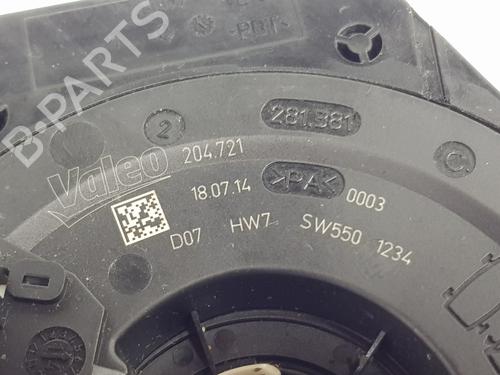 2
281.381
C
Valeo 204.721
18.07.14 >PA< 0003
D07 HW7 SW550 1234
B-PARTS